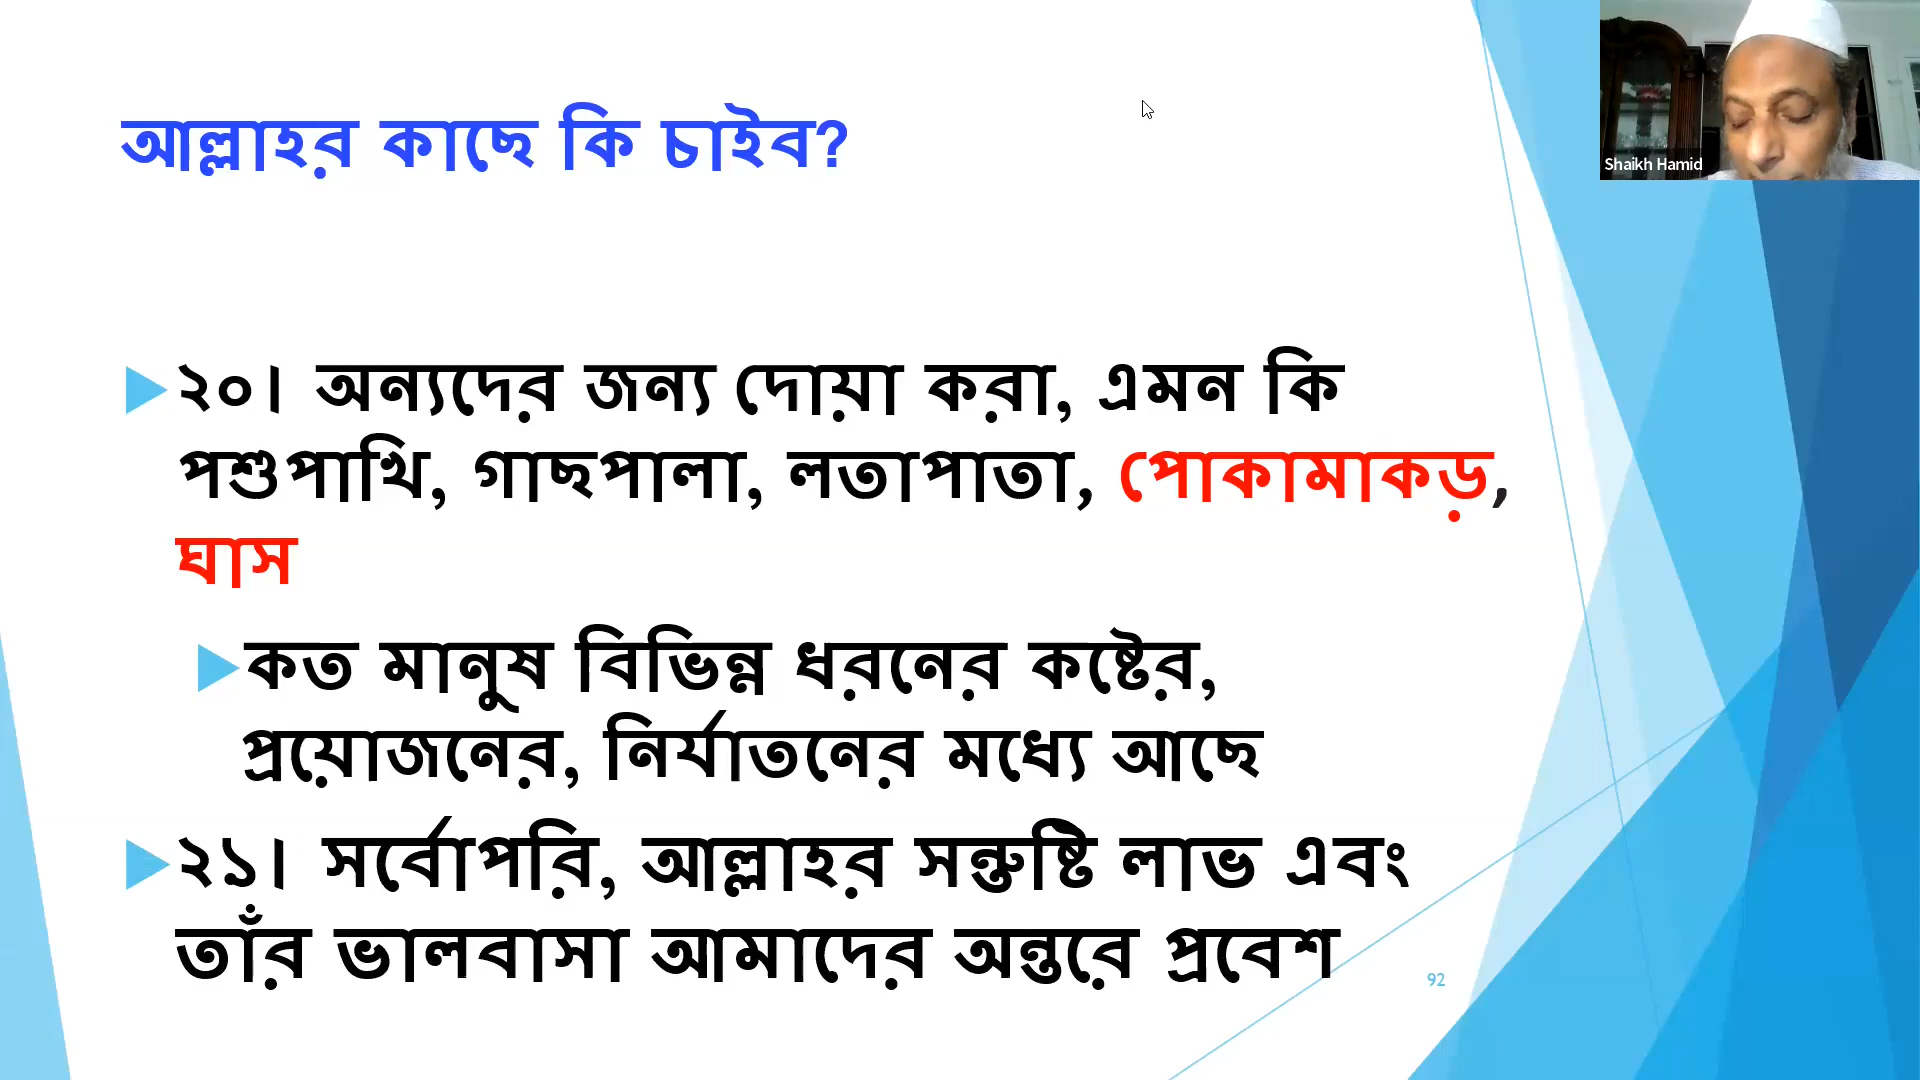 আল্লাহর কাছে কি চাইব?
Shaikh Hamid
২০। অন্যদের জন্য দোয়া করা, এমন কি
পশুপাখি, গাছপালা, লতাপাতা, পোকামাকড়,
ঘাস
কত মানুষ বিভিন্ন ধরনের কষ্টের,
প্রয়োজনের, নির্যাতনের মধ্যে আছে
২১। সর্বোপরি, আল্লাহর সন্তুষ্টি লাভ এবং
তাঁর ভালবাসা আমাদের অন্তরে প্রবেশ
92